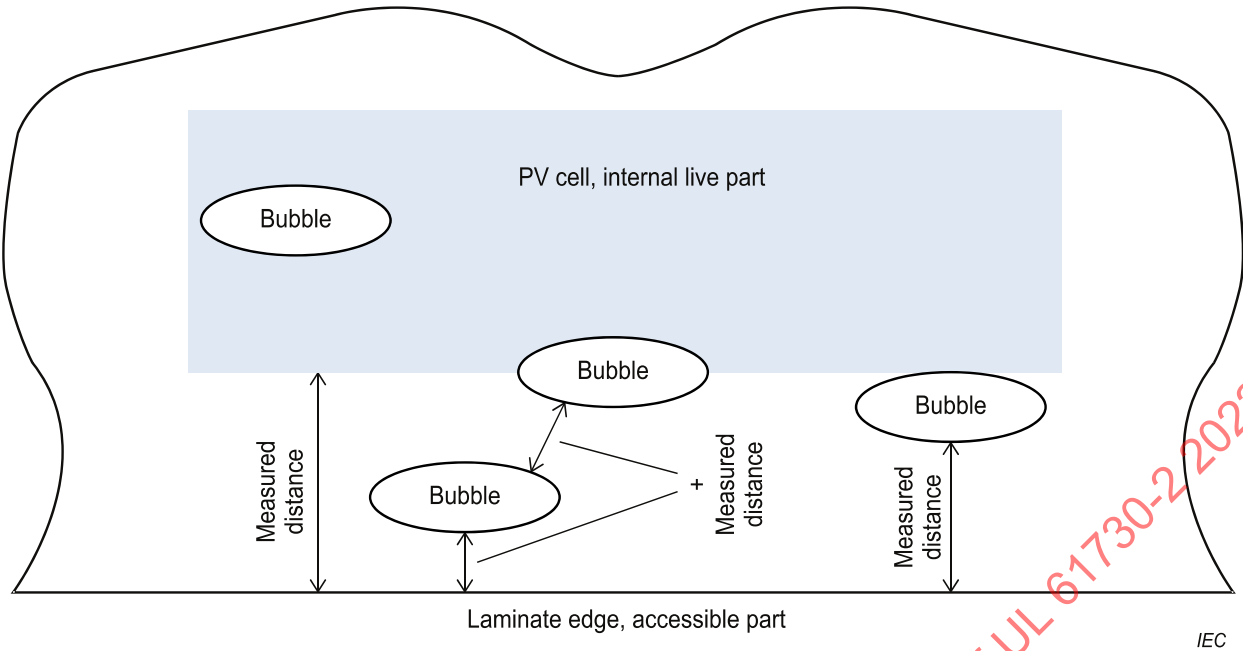 PV cell, internal live part
Bubble
Bubble
Bubble
Bubble
Measured
distance
+
Measured
distance
Measured
distance
Laminate edge, accessible part
UL 61730-2 202
IEC